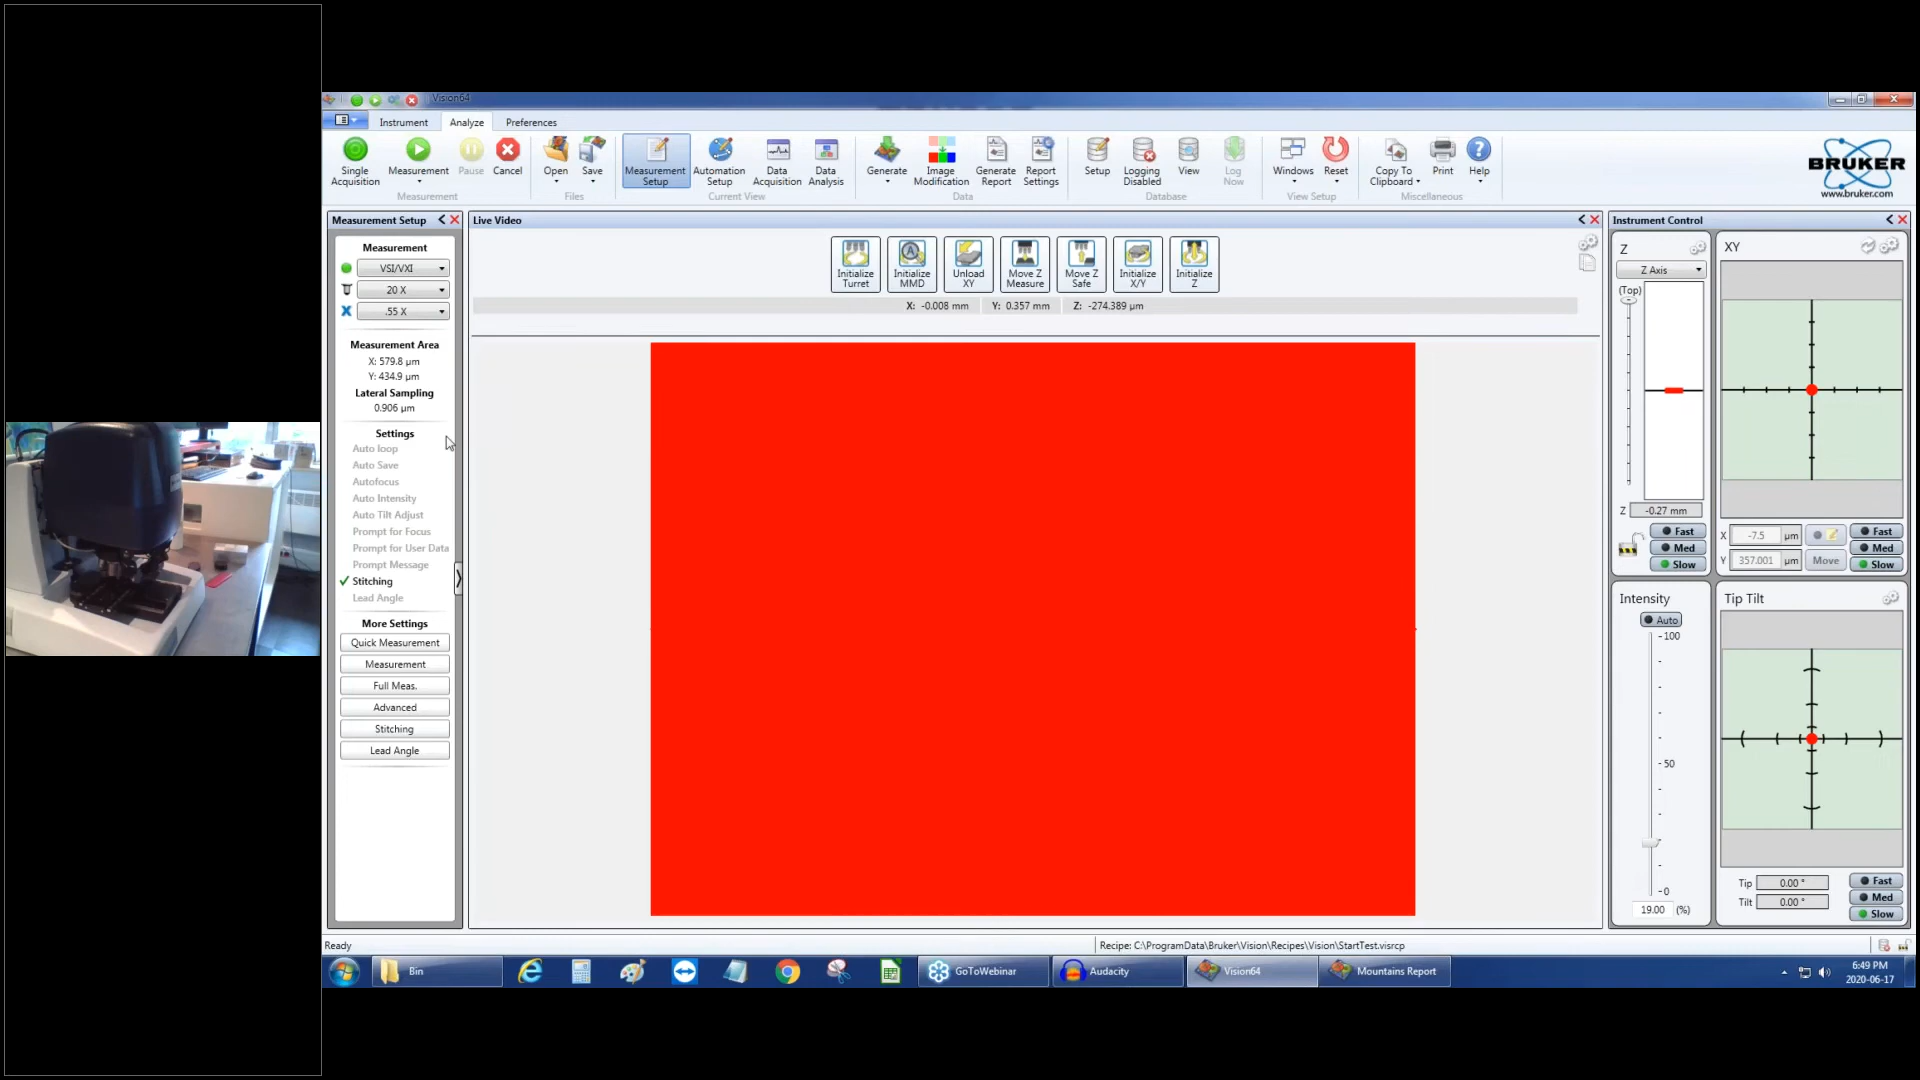 Vision64
Instrument Analyze Preferences
Single Acquisition
Measurement
Pause
Cancel
Open
Save
Measurement Setup
Automation Setup
Data Acquisition
Data Analysis
Generate
Image Modification
Generate Report
Report Settings
Setup
Logging Disabled
View
Log Now
Windows
Reset
Copy To Clipboard
Print
Help
Measurement
Files
Current View
Data
Database
View Setup
Miscellaneous
BRUKER
www.bruker.com
Measurement Setup
Measurement
VSI/VXI
20 X
.55 X
Measurement Area
X: 579.8 µm
Y: 434.9 µm
Lateral Sampling
0.906 µm
Settings
Auto loop
Auto Save
Autofocus
Auto Intensity
Auto Tilt Adjust
Prompt for Focus
Prompt for User Data
Prompt Message
Stitching
Lead Angle
More Settings
Quick Measurement
Measurement
Full Meas.
Advanced
Stitching
Lead Angle
Live Video
Initialize Turret
Initialize MMD
Unload XY
Move Z Measure
Move Z Safe
Initialize X/Y
Initialize Z
X: -0.008 mm Y: 0.357 mm Z: -274.389 µm
Instrument Control
Z
Z Axis
(Top)
Z -0.27 mm
Fast
Med
Slow
XY
X -7.5 µm
Y 357.001 µm Move
Fast
Med
Slow
Intensity
Auto
100
50
0
19.00 (%)
Tip Tilt
Tip 0.00 °
Tilt 0.00 °
Fast
Med
Slow
Ready
Recipe: C:\ProgramData\Bruker\Vision\Recipes\Vision\StartTest.visrcp
Bin
GoToWebinar
Audacity
Vision64
Mountains Report
6:49 PM
2020-06-17